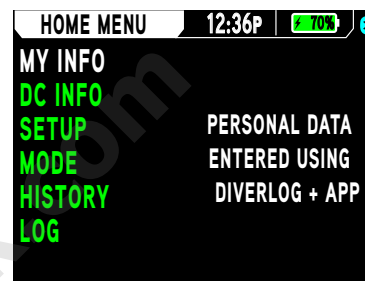 HOME MENU 12:36P 70%
MY INFO
DC INFO
SETUP
MODE
HISTORY
LOG
PERSONAL DATA
ENTERED USING
DIVERLOG + APP